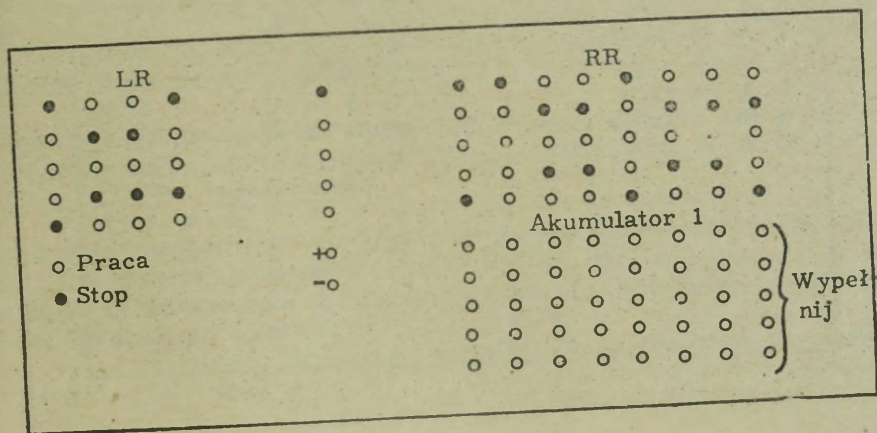 LR
RR
Akumulator 1
Praca
Stop
+
-
Wypeł
nij